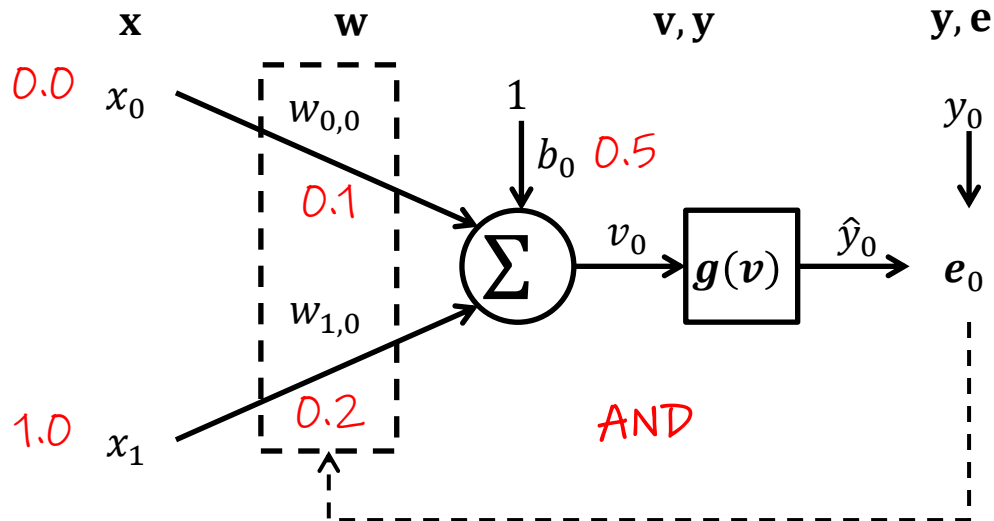 x w v, y y, e
0.0 x₀ w₀,₀ 1 y₀
0.1 b₀ 0.5
Σ v₀ g(v) ŷ₀ e₀
w₁,₀
1.0 x₁ 0.2 AND